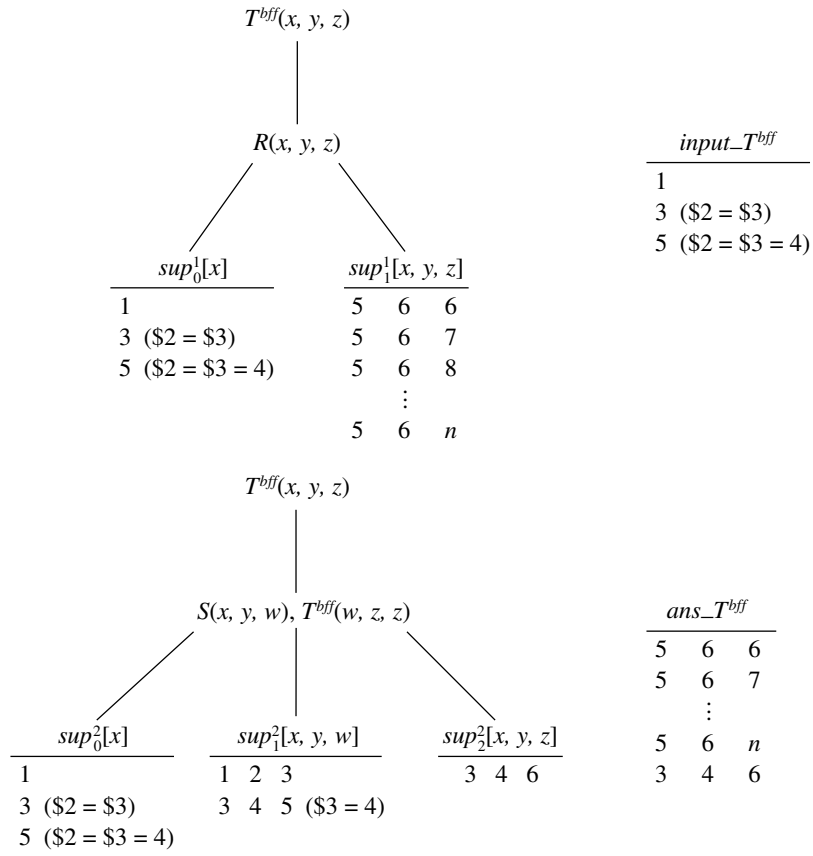 T^bff(x, y, z)
R(x, y, z)
input_T^bff
1
3 ($2 = $3)
5 ($2 = $3 = 4)
sup^1_0[x]
1
3 ($2 = $3)
5 ($2 = $3 = 4)
sup^1_1[x, y, z]
5 6 6
5 6 7
5 6 8
⋮
5 6 n
T^bff(x, y, z)
S(x, y, w), T^bff(w, z, z)
ans_T^bff
5 6 6
5 6 7
⋮
5 6 n
3 4 6
sup^2_0[x]
1
3 ($2 = $3)
5 ($2 = $3 = 4)
sup^2_1[x, y, w]
1 2 3
3 4 5 ($3 = 4)
sup^2_2[x, y, z]
3 4 6